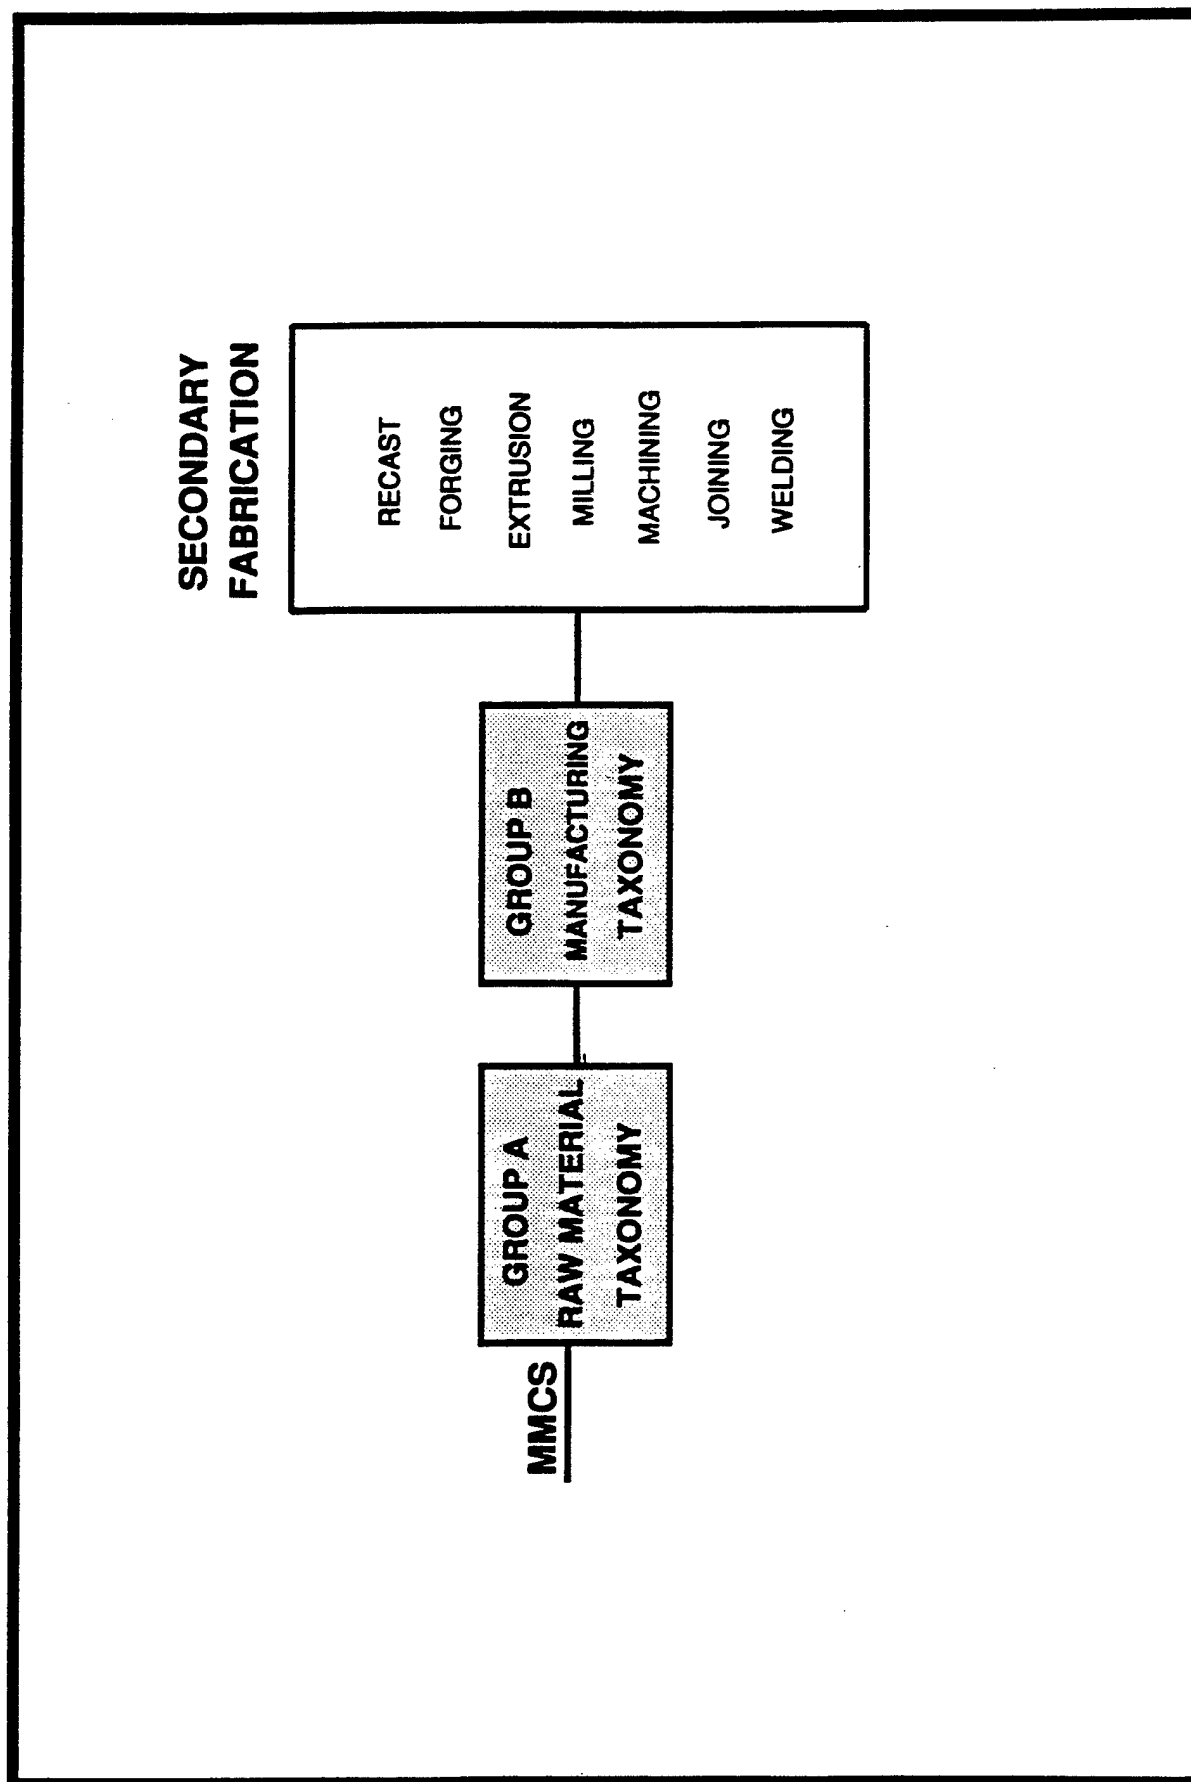 MMCS
GROUP A
RAW MATERIAL
TAXONOMY
GROUP B
MANUFACTURING
TAXONOMY
SECONDARY
FABRICATION
RECAST
FORGING
EXTRUSION
MILLING
MACHINING
JOINING
WELDING